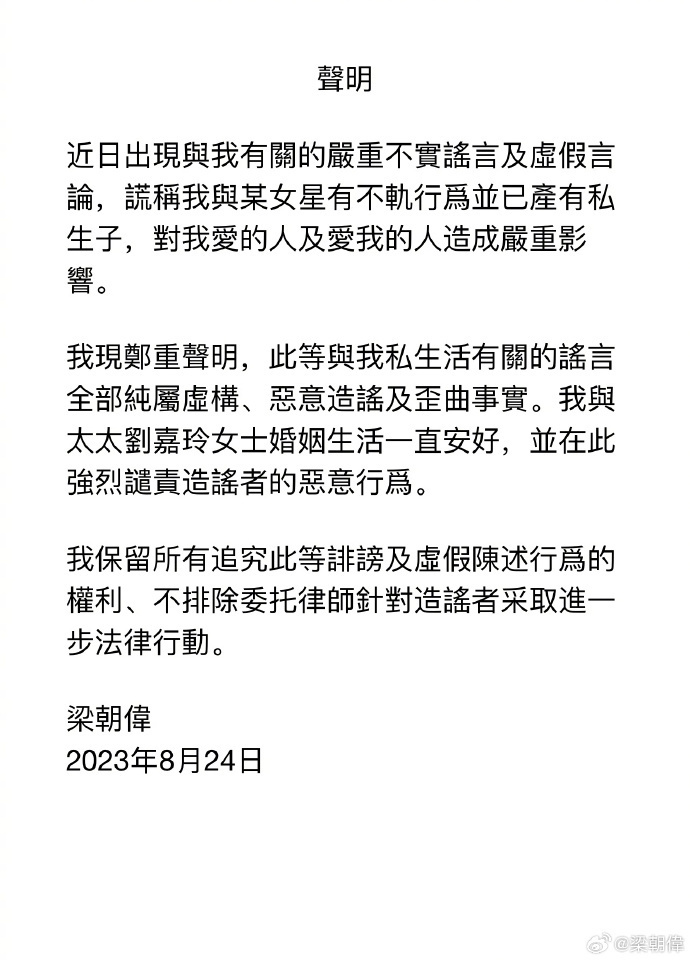 聲明
近日出現與我有關的嚴重不實謠言及虛假言
論，謊稱我與某女星有不軌行爲並已產有私
生子，對我愛的人及愛我的人造成嚴重影
響。
我現鄭重聲明，此等與我私生活有關的謠言
全部純屬虛構、惡意造謠及歪曲事實。我與
太太劉嘉玲女士婚姻生活一直安好，並在此
強烈譴責造謠者的惡意行爲。
我保留所有追究此等誹謗及虛假陳述行爲的
權利、不排除委托律師針對造謠者采取進一
步法律行動。
梁朝偉
2023年8月24日
@梁朝偉